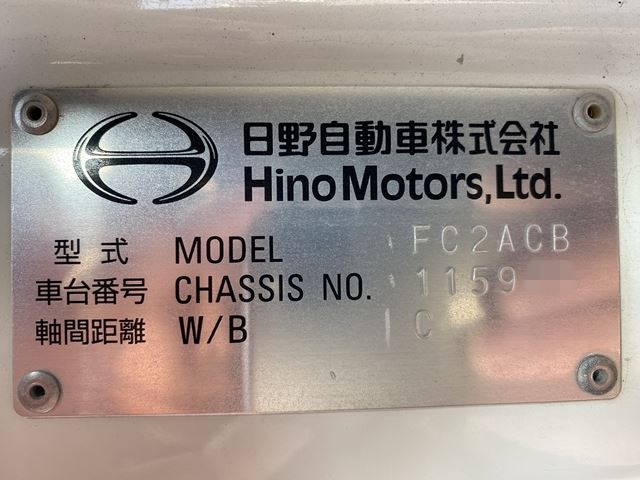 日野自動車株式会社
Hino Motors, Ltd.
型式 MODEL FC2ACB
車台番号 CHASSIS NO. 1159
軸間距離 W/B C